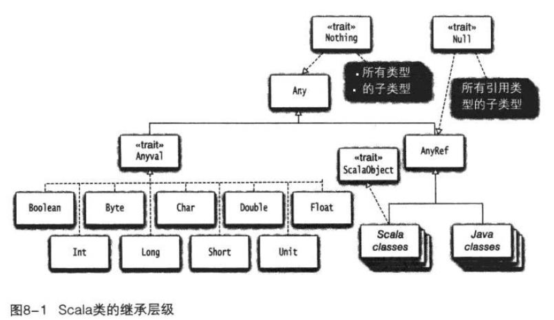 «trait»
Nothing
«trait»
Null
• 所有类型
• 的子类型
所有引用类
型的子类型
Any
«trait»
Anyval
«trait»
ScalaObject
AnyRef
Boolean
Byte
Char
Double
Float
Int
Long
Short
Unit
Scala
classes
Java
classes
图8-1 Scala类的继承层级